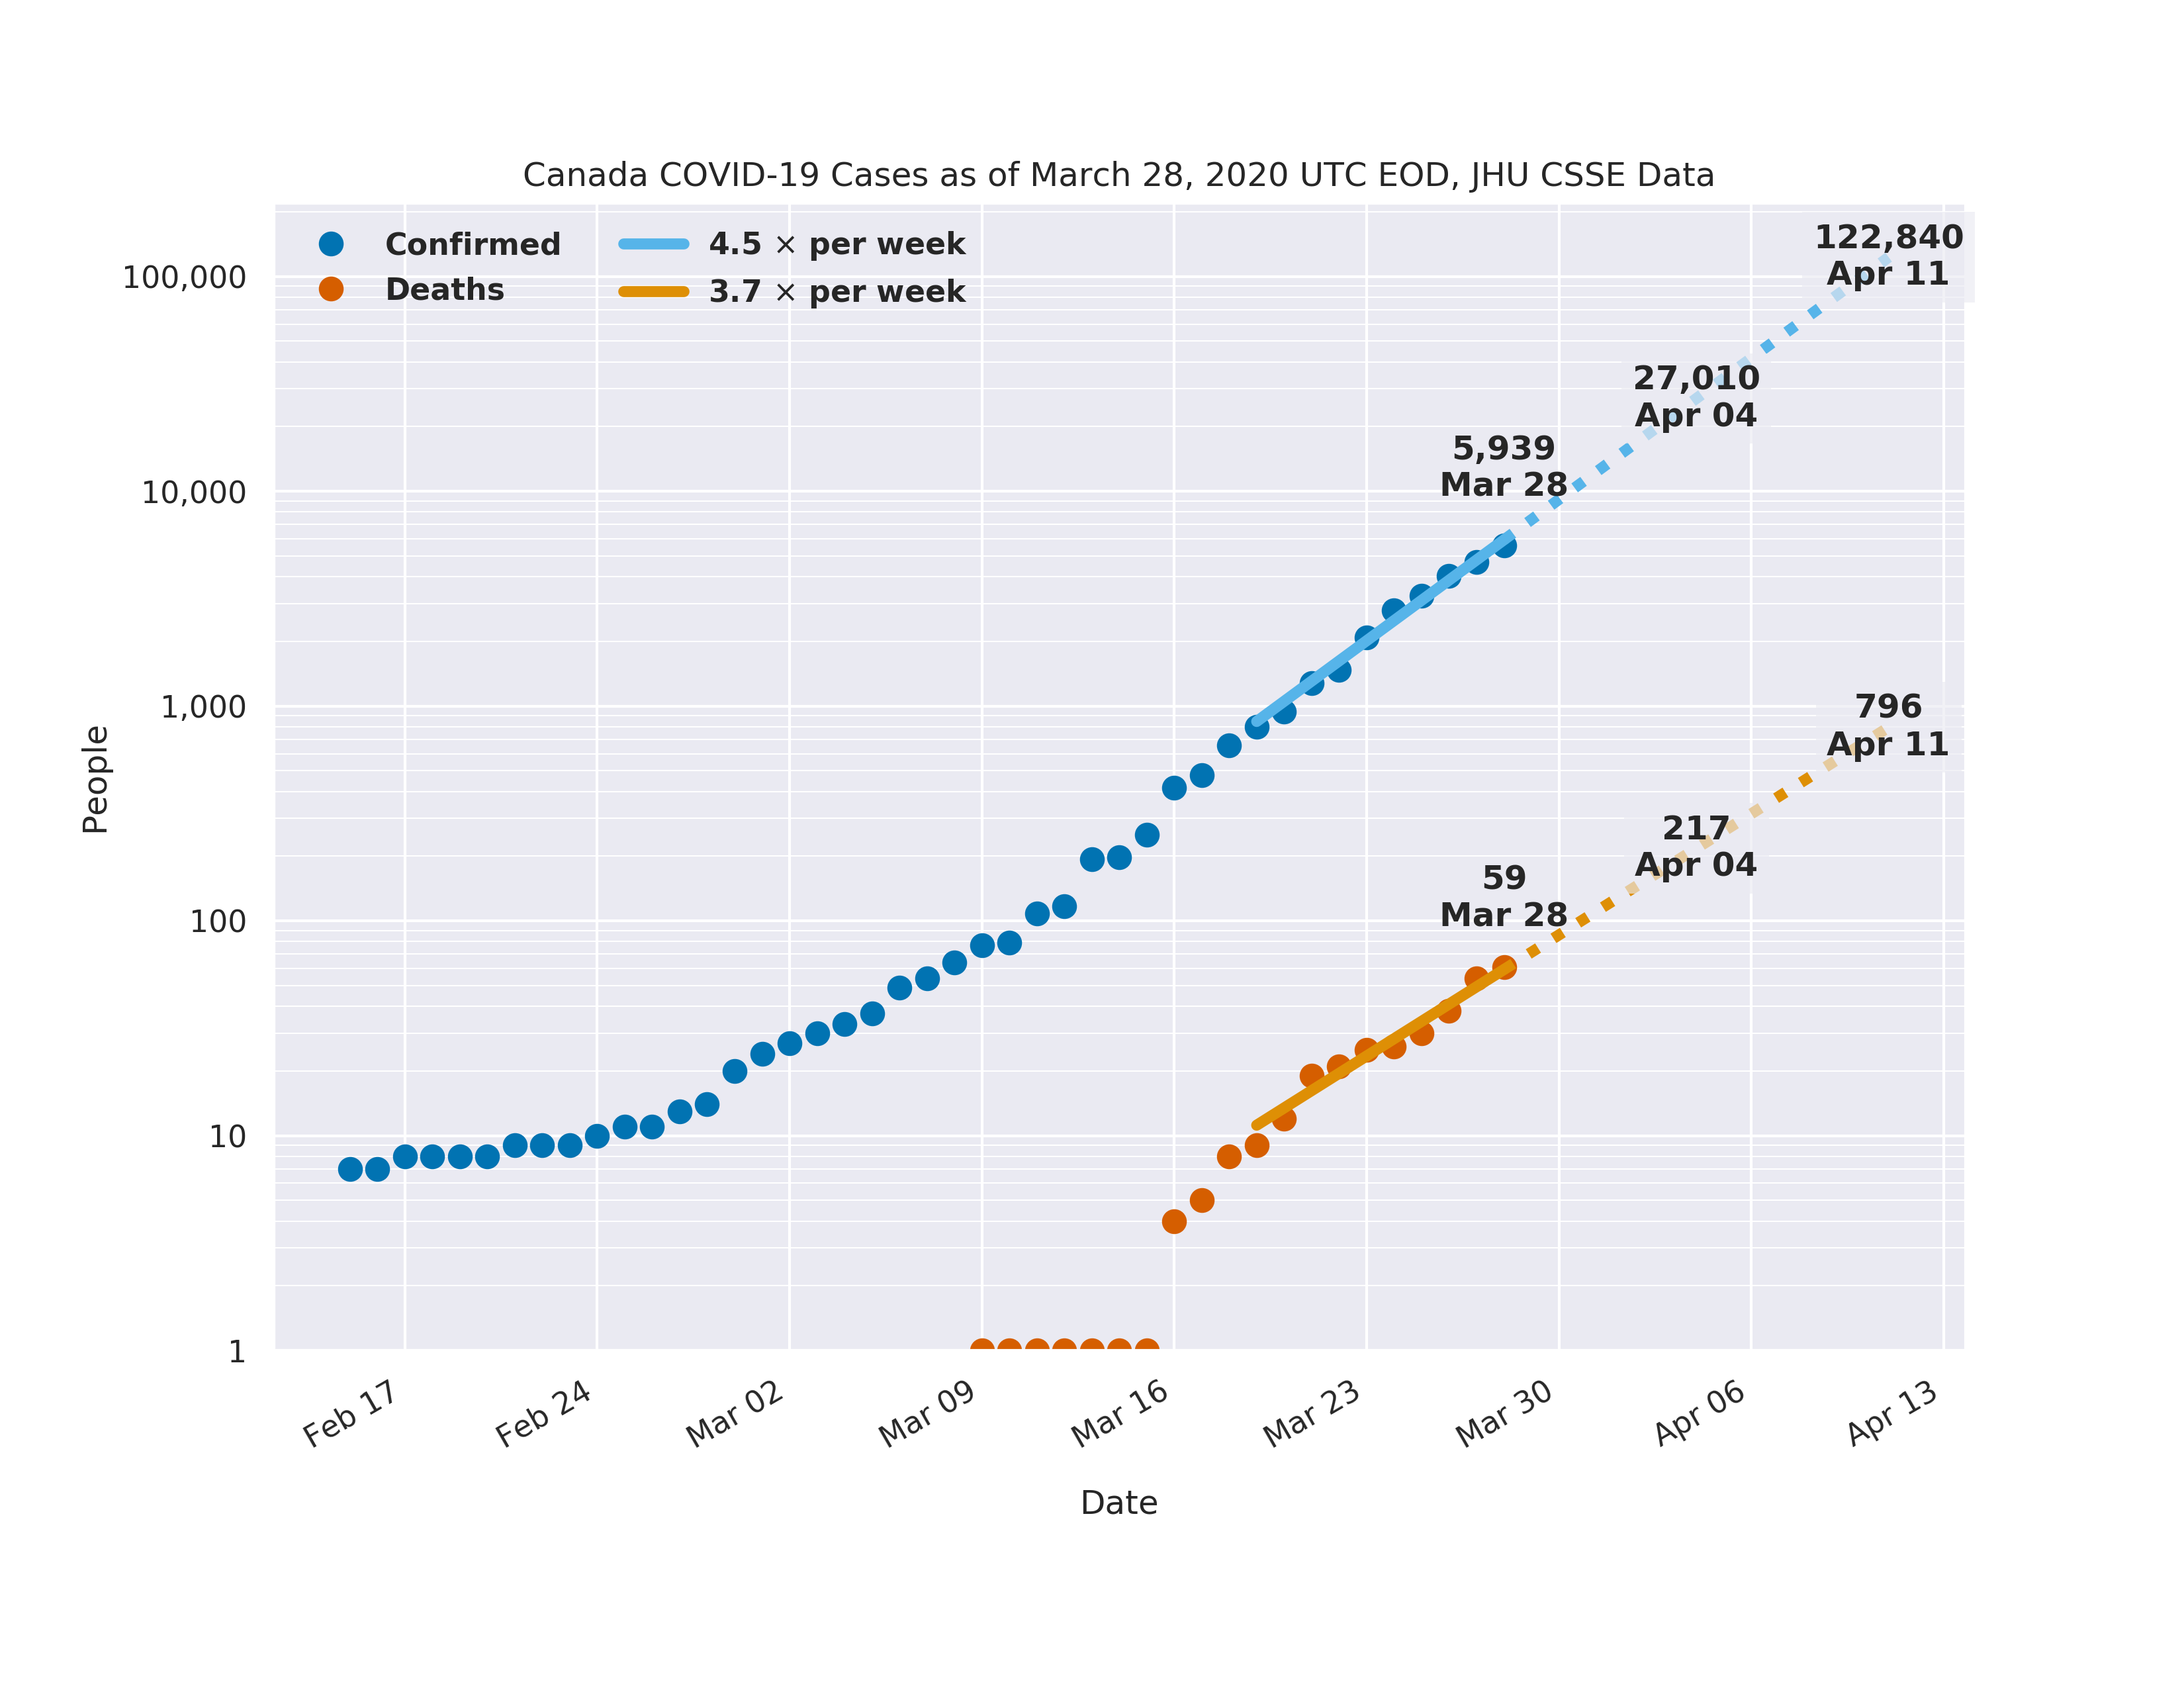 Canada COVID-19 Cases as of March 28, 2020 UTC EOD, JHU CSSE Data
Confirmed
Deaths
4.5 × per week
3.7 × per week
122,840
Apr 11
27,010
Apr 04
5,939
Mar 28
796
Apr 11
217
Apr 04
59
Mar 28
100,000
10,000
1,000
100
10
1
People
Feb 17
Feb 24
Mar 02
Mar 09
Mar 16
Mar 23
Mar 30
Apr 06
Apr 13
Date